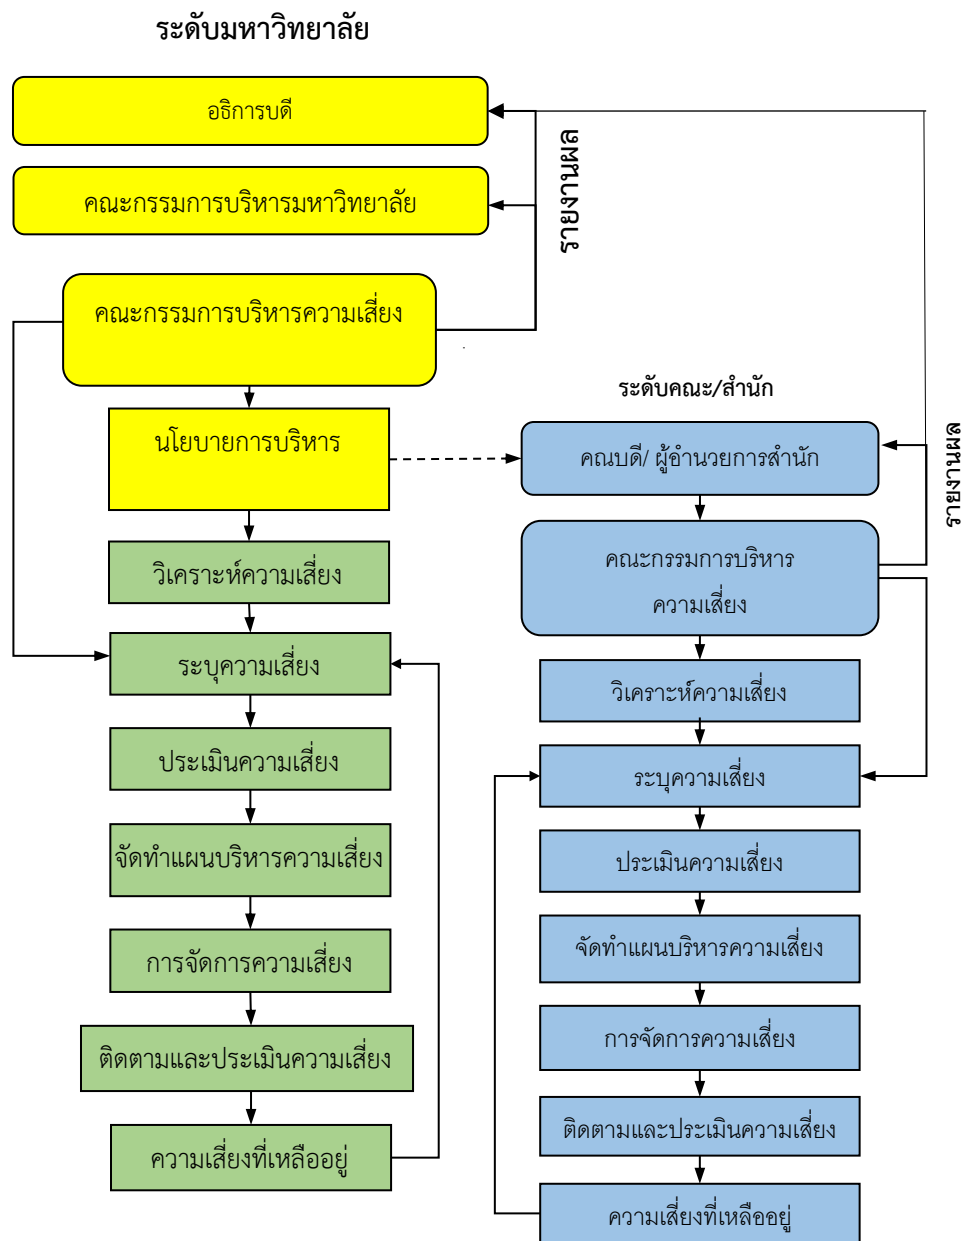 ระดับมหาวิทยาลัย
อธิการบดี
คณะกรรมการบริหารมหาวิทยาลัย
รายงานผล
คณะกรรมการบริหารความเสี่ยง
นโยบายการบริหาร
วิเคราะห์ความเสี่ยง
ระบุความเสี่ยง
ประเมินความเสี่ยง
จัดทำแผนบริหารความเสี่ยง
การจัดการความเสี่ยง
ติดตามและประเมินความเสี่ยง
ความเสี่ยงที่เหลืออยู่
ระดับคณะ/สำนัก
คณบดี/ ผู้อำนวยการสำนัก
รายงานผล
คณะกรรมการบริหาร
ความเสี่ยง
วิเคราะห์ความเสี่ยง
ระบุความเสี่ยง
ประเมินความเสี่ยง
จัดทำแผนบริหารความเสี่ยง
การจัดการความเสี่ยง
ติดตามและประเมินความเสี่ยง
ความเสี่ยงที่เหลืออยู่